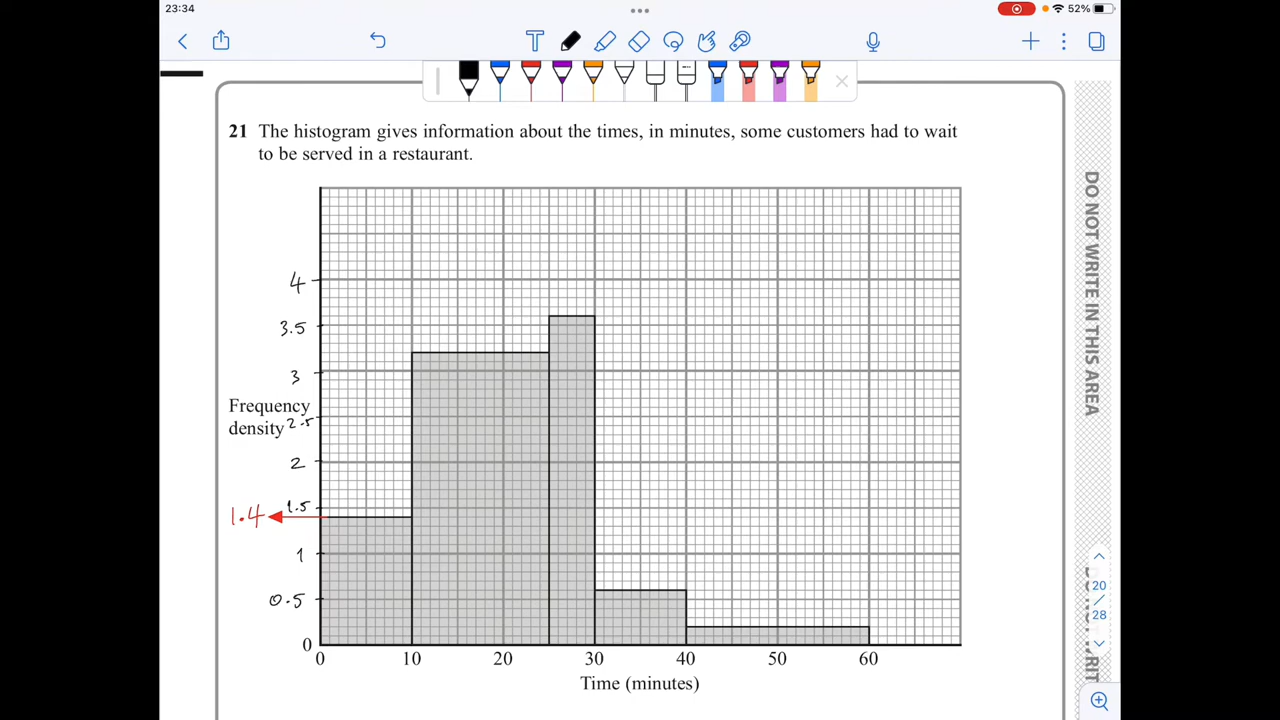 23:34
52%
21 The histogram gives information about the times, in minutes, some customers had to wait
to be served in a restaurant.
4
3.5
3
Frequency
density
2.5
2
1.5
1.4
1
0.5
0
0 10 20 30 40 50 60
Time (minutes)
DO NOT WRITE IN THIS AREA
20
/
28